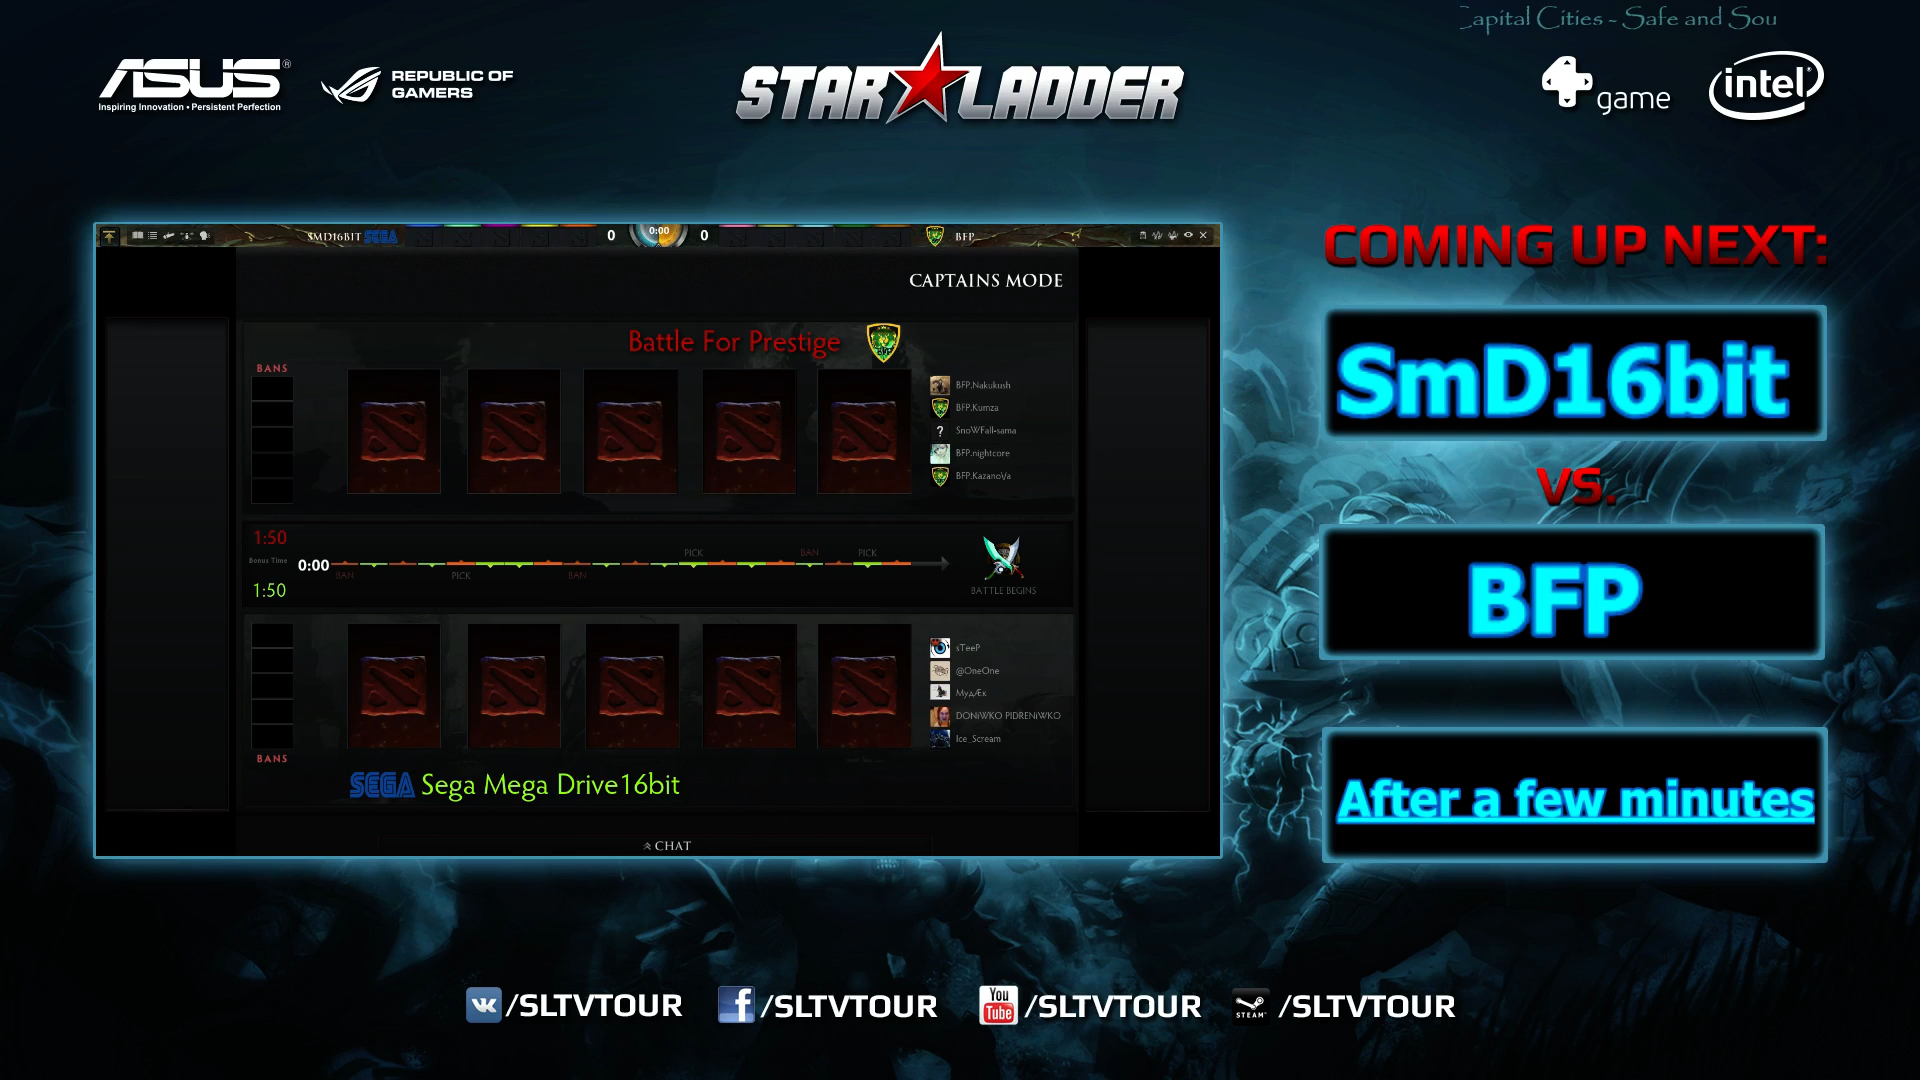 Capital Cities - Safe and Sou
ASUS®
Inspiring Innovation • Persistent Perfection
REPUBLIC OF
GAMERS
STAR LADDER
game
intel
SMD16BIT SEGA
0
0:00
0
BFP
CAPTAINS MODE
Battle For Prestige
BANS
BFP.Nakukush
BFP.Kumza
? SnoWFall-sama
BFP.nightcore
BFP.KazanoVa
1:50
Bonus Time
1:50
0:00
PICK BAN PICK
BAN PICK BAN
BATTLE BEGINS
sTeeP
@OneOne
МудÆк
DONiWKO PIDRENiWKO
Ice_Scream
BANS
SEGA Sega Mega Drive16bit
CHAT
COMING UP NEXT:
SmD16bit
VS.
BFP
After a few minutes
/SLTVTOUR
f /SLTVTOUR
You Tube /SLTVTOUR
STEAM /SLTVTOUR